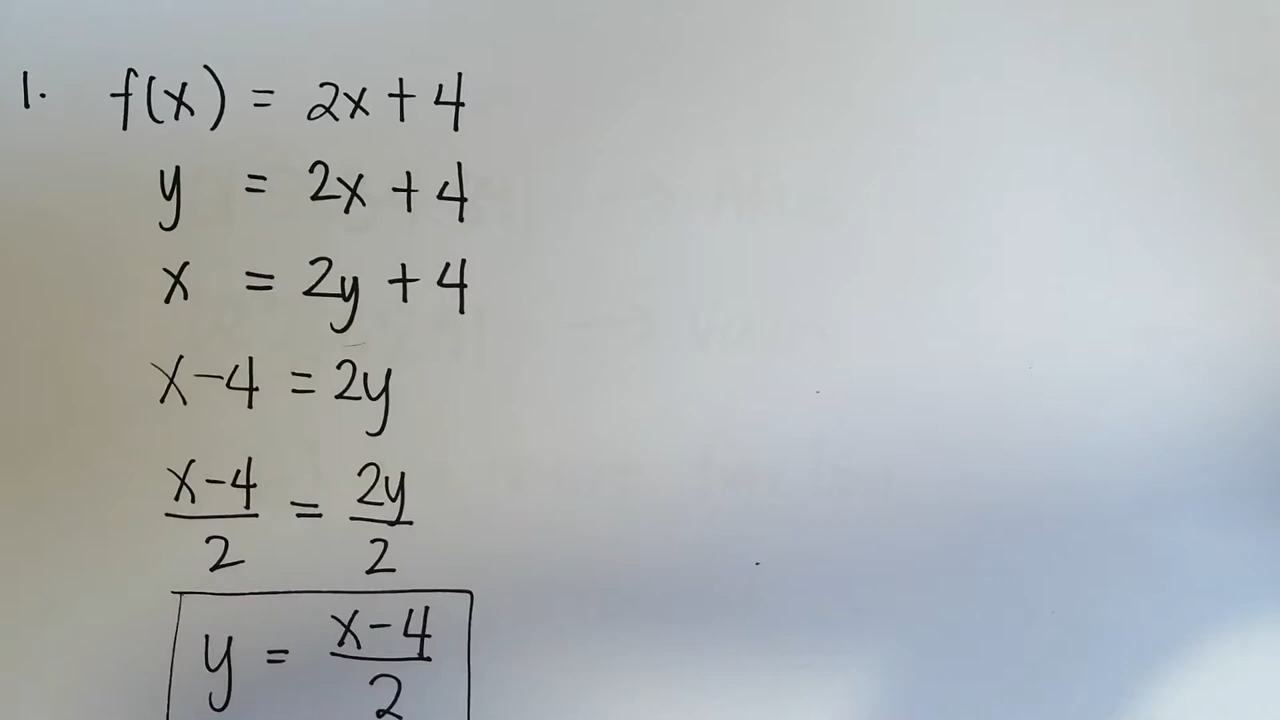 1. f(x) = 2x + 4
y = 2x + 4
x = 2y + 4
x - 4 = 2y
x-4/2 = 2y/2
y = x-4/2